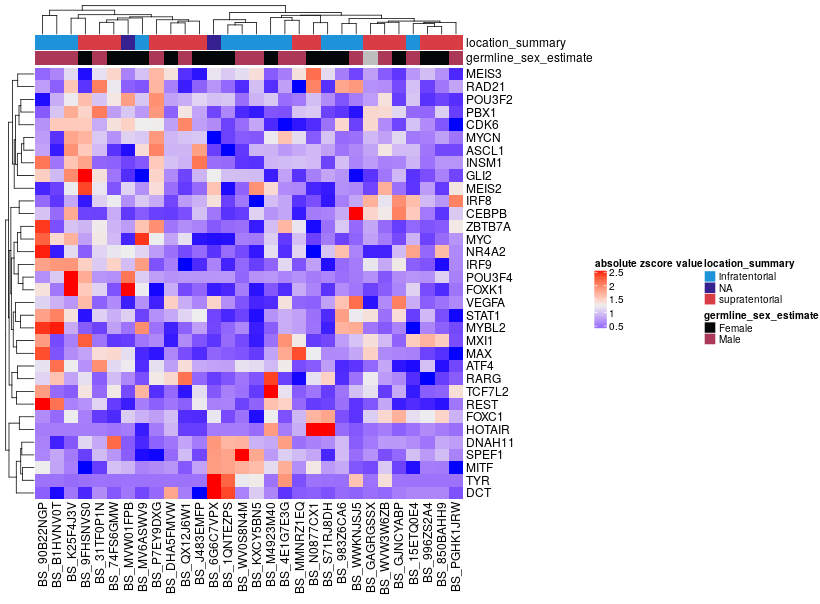 location_summary
germline_sex_estimate
MEIS3
RAD21
POU3F2
PBX1
CDK6
MYCN
ASCL1
INSM1
GLI2
MEIS2
IRF8
CEBPB
ZBTB7A
MYC
NR4A2
IRF9
POU3F4
FOXK1
VEGFA
STAT1
MYBL2
MXI1
MAX
ATF4
RARG
TCF7L2
REST
FOXC1
HOTAIR
DNAH11
SPEF1
MITF
TYR
DCT
BS_90B22NGP
BS_B1HVNV0T
BS_K25F4J3V
BS_9FHSNVS0
BS_31TF0P1N
BS_74FS6GMW
BS_MVW01FPB
BS_MV6ASWV9
BS_P7EY9DXG
BS_DHA5FMVW
BS_QX12J6W1
BS_J483EMFP
BS_6G6C7VPX
BS_1QNTEZPS
BS_WV0S8N4M
BS_KXCY5BN5
BS_M4923M40
BS_4E1G7E3G
BS_MMNRZ1EQ
BS_N0877CX1
BS_S71RJ8DH
BS_983Z6CA6
BS_WWKNJSJ5
BS_GAGRGSSX
BS_WVW3W6ZB
BS_GJNCYABP
BS_15ETQ0E4
BS_996ZS2A4
BS_850BAHH9
BS_PGHK1JRW
absolute zscore value
2.5
2
1.5
1
0.5
location_summary
Infratentorial
NA
supratentorial
germline_sex_estimate
Female
Male